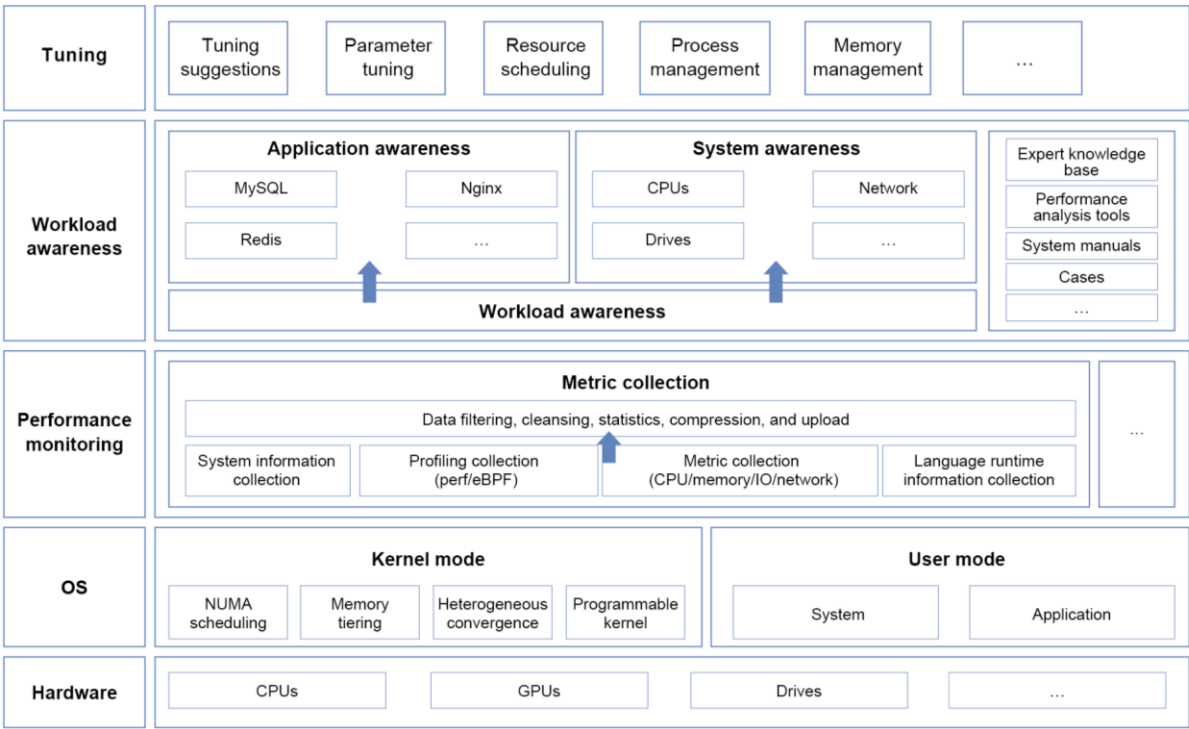 Tuning
Tuning
suggestions
Parameter
tuning
Resource
scheduling
Process
management
Memory
management
...
Workload
awareness
Application awareness
MySQL
Nginx
Redis
...
System awareness
CPUs
Network
Drives
...
Workload awareness
Expert knowledge
base
Performance
analysis tools
System manuals
Cases
...
Performance
monitoring
Metric collection
Data filtering, cleansing, statistics, compression, and upload
System information
collection
Profiling collection
(perf/eBPF)
Metric collection
(CPU/memory/IO/network)
Language runtime
information collection
...
OS
Kernel mode
NUMA
scheduling
Memory
tiering
Heterogeneous
convergence
Programmable
kernel
User mode
System
Application
Hardware
CPUs
GPUs
Drives
...